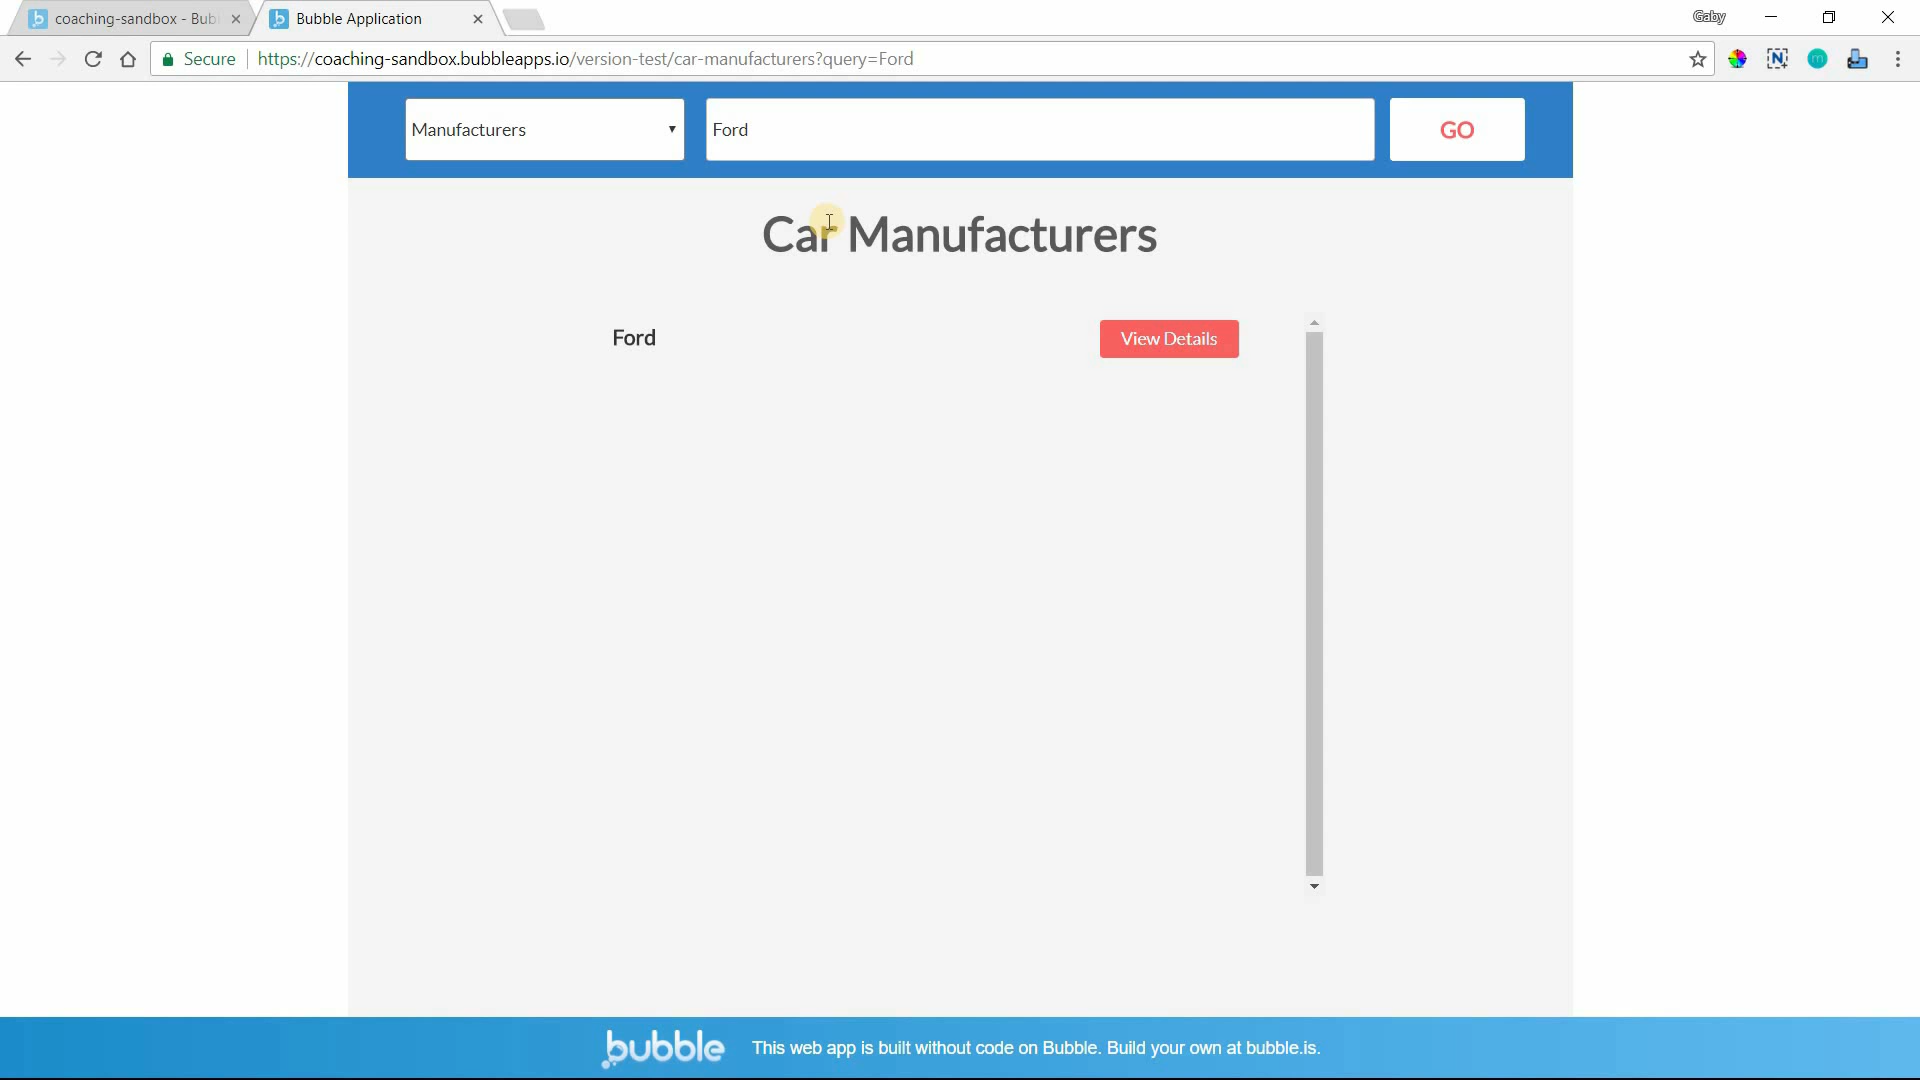 coaching-sandbox - Bub
Bubble Application
Gaby
Secure
https://coaching-sandbox.bubbleapps.io/version-test/car-manufacturers?query=Ford
Manufacturers
Ford
GO
Car Manufacturers
Ford
View Details
bubble
This web app is built without code on Bubble. Build your own at bubble.is.